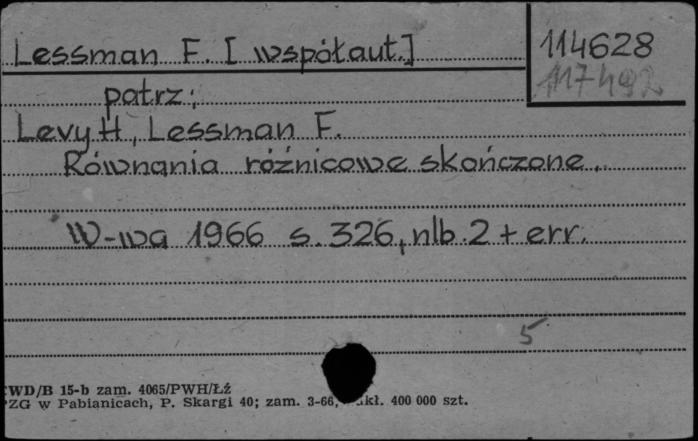 Lessman F. [współaut.]
114628
117492
patrz:
Levy H, Lessman F.
Równania różnicowe skończone.
W-wa 1966 s. 326, nlb. 2 + err.
5
WD/B 15-b zam. 4065/PWH/Łź
PZG w Pabianicach, P. Skargi 40; zam. 3-66, 400 000 szt.